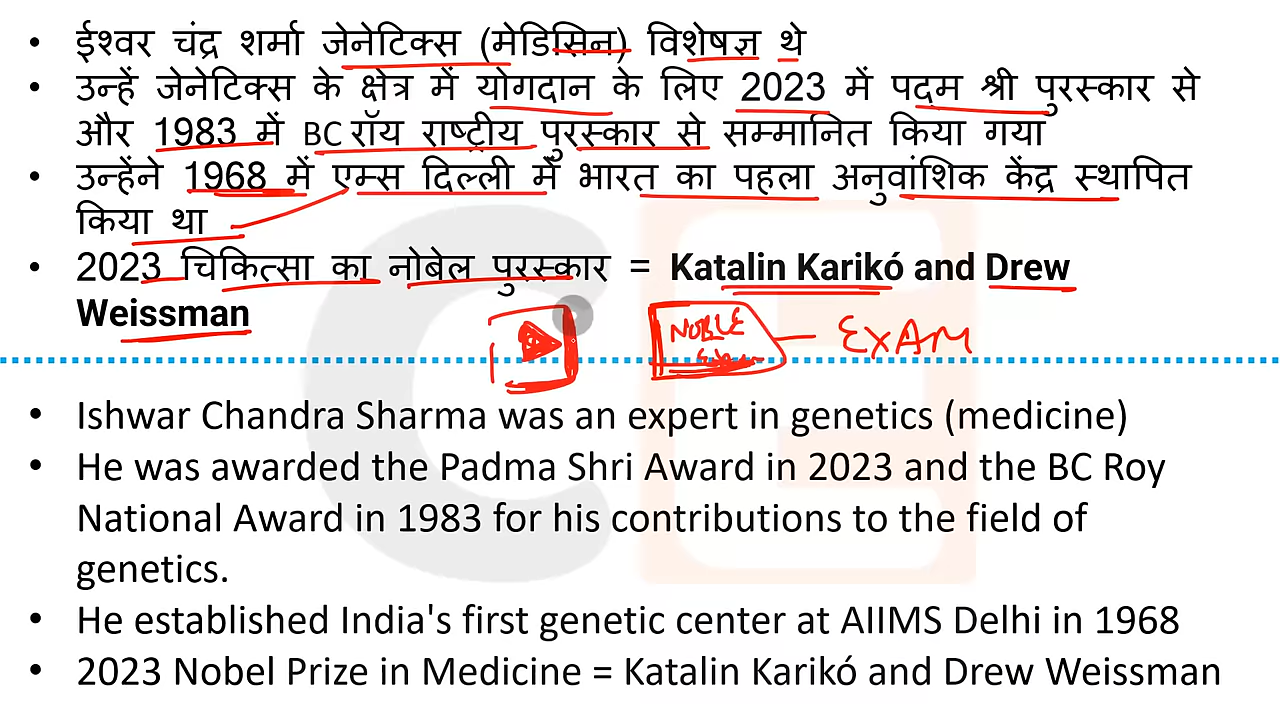 • ईश्वर चंद्र शर्मा जेनेटिक्स (मेडिसिन) विशेषज्ञ थे
• उन्हें जेनेटिक्स के क्षेत्र में योगदान के लिए 2023 में पदम श्री पुरस्कार से
और 1983 में BC रॉय राष्ट्रीय पुरस्कार से सम्मानित किया गया
• उन्हेंने 1968 में एम्स दिल्ली में भारत का पहला अनुवांशिक केंद्र स्थापित
किया था
• 2023 चिकित्सा का नोबेल पुरस्कार = Katalin Karikó and Drew
Weissman
NOBLE
EXAM
• Ishwar Chandra Sharma was an expert in genetics (medicine)
• He was awarded the Padma Shri Award in 2023 and the BC Roy
National Award in 1983 for his contributions to the field of
genetics.
• He established India's first genetic center at AIIMS Delhi in 1968
• 2023 Nobel Prize in Medicine = Katalin Karikó and Drew Weissman